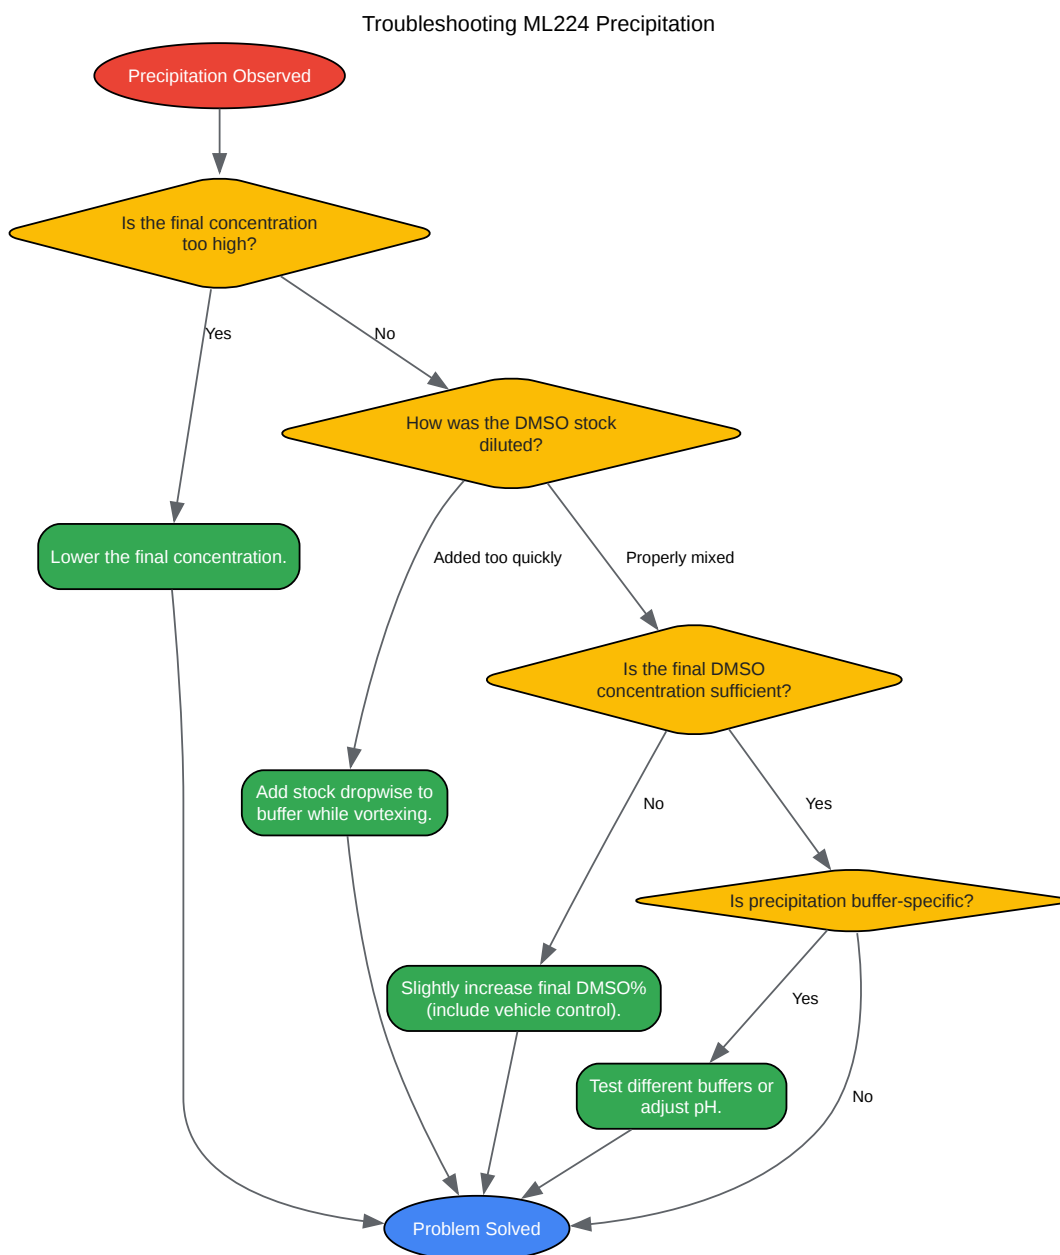 Troubleshooting ML224 Precipitation
Precipitation Observed
Is the final concentration
too high?
Yes
No
How was the DMSO stock
diluted?
Lower the final concentration.
Added too quickly
Properly mixed
Is the final DMSO
concentration sufficient?
Add stock dropwise to
buffer while vortexing.
No
Yes
Is precipitation buffer-specific?
Slightly increase final DMSO%
(include vehicle control).
Yes
Test different buffers or
adjust pH.
No
Problem Solved